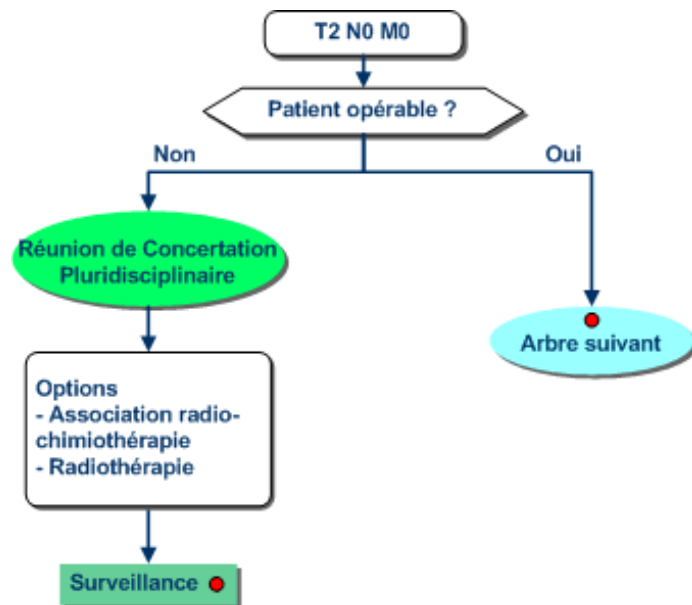 T2 N0 M0
Patient opérable ?
Non
Oui
Réunion de Concertation
Pluridisciplinaire
Arbre suivant
Options
- Association radio-
chimiothérapie
- Radiothérapie
Surveillance